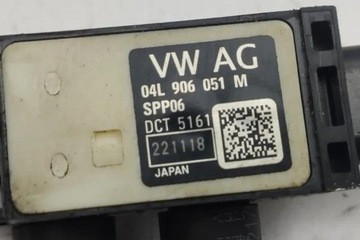 VW AG
04L 906 051 M
SPP06
DCT 5161
221118
JAPAN